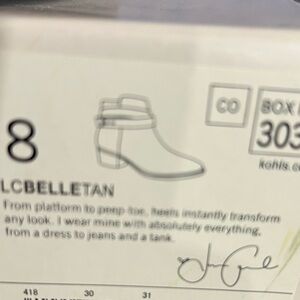 CO
BOX
303
8
kohls.c
LCBELLETAN
From platform to peep-toe, heels instantly transform
any look. I wear mine with absolutely everything,
from a dress to jeans and a tank.
418 30 31